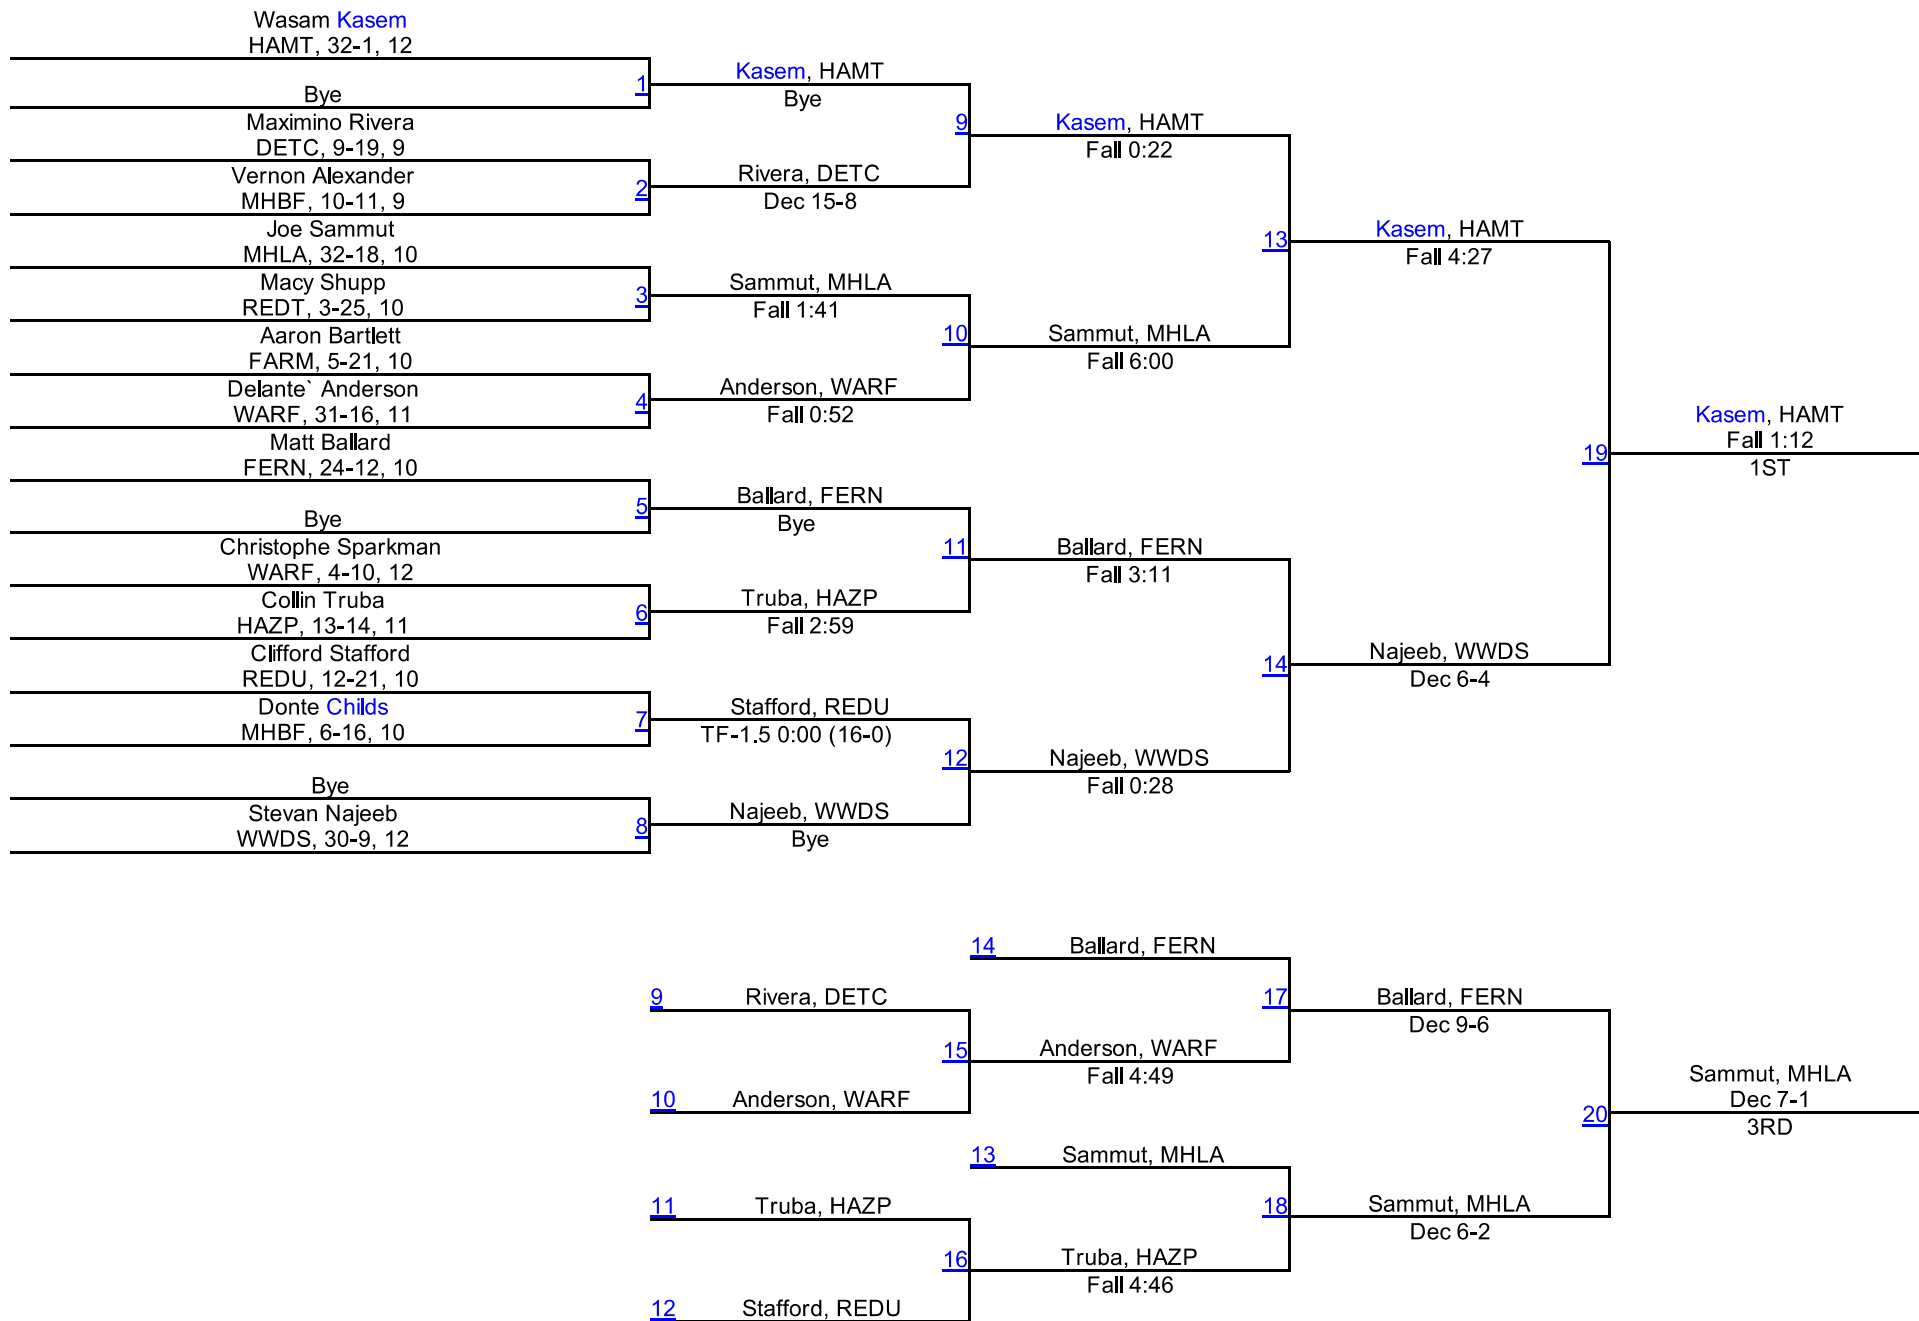 Wasam Kasem
HAMT, 32-1, 12
Bye
1
Maximino Rivera
DETC, 9-19, 9
Vernon Alexander
MHBF, 10-11, 9
2
Joe Sammut
MHLA, 32-18, 10
Macy Shupp
REDT, 3-25, 10
3
Aaron Bartlett
FARM, 5-21, 10
Delante` Anderson
WARF, 31-16, 11
4
Matt Ballard
FERN, 24-12, 10
Bye
5
Christophe Sparkman
WARF, 4-10, 12
Collin Truba
HAZP, 13-14, 11
6
Clifford Stafford
REDU, 12-21, 10
Donte Childs
MHBF, 6-16, 10
7
Bye
Stevan Najeeb
WWDS, 30-9, 12
8
Kasem, HAMT
Bye
9
Rivera, DETC
Dec 15-8
Sammut, MHLA
Fall 1:41
10
Anderson, WARF
Fall 0:52
Ballard, FERN
Bye
11
Truba, HAZP
Fall 2:59
Stafford, REDU
TF-1.5 0:00 (16-0)
12
Najeeb, WWDS
Bye
Kasem, HAMT
Fall 0:22
13
Sammut, MHLA
Fall 6:00
Ballard, FERN
Fall 3:11
14
Najeeb, WWDS
Fall 0:28
Kasem, HAMT
Fall 4:27
19
Najeeb, WWDS
Dec 6-4
Kasem, HAMT
Fall 1:12
1ST
9
Rivera, DETC
15
10
Anderson, WARF
11
Truba, HAZP
16
12
Stafford, REDU
14
Ballard, FERN
17
Anderson, WARF
Fall 4:49
13
Sammut, MHLA
18
Truba, HAZP
Fall 4:46
Ballard, FERN
Dec 9-6
20
Sammut, MHLA
Dec 6-2
Sammut, MHLA
Dec 7-1
3RD